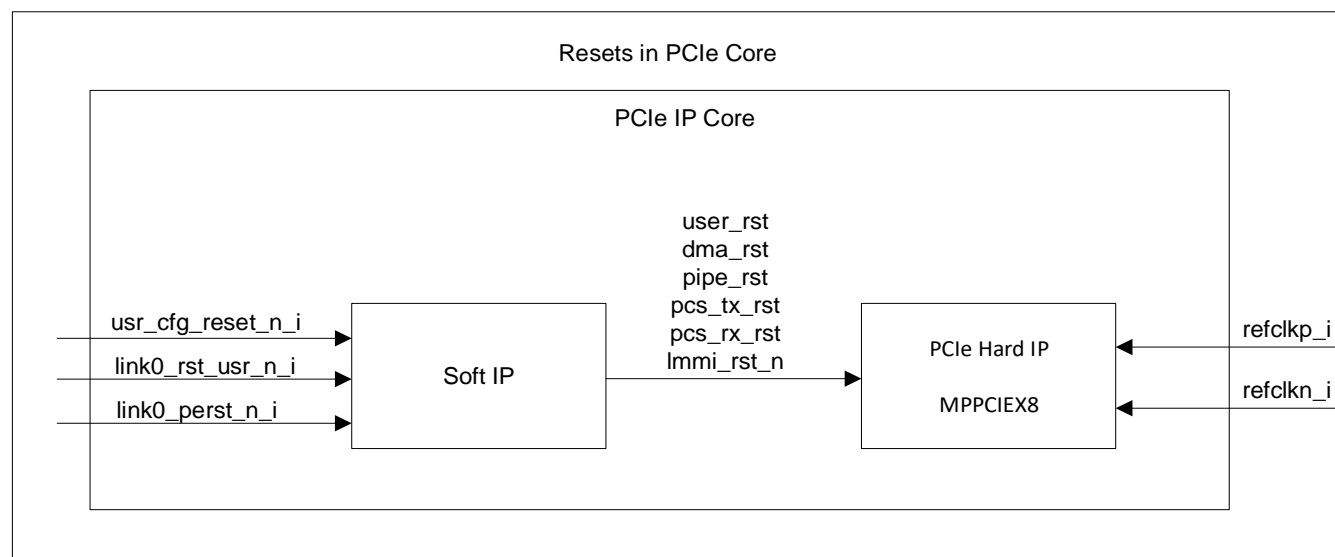 Resets in PCIe Core
PCIe IP Core
user_rst
dma_rst
pipe_rst
pcs_tx_rst
pcs_rx_rst
lmmi_rst_n
usr_cfg_reset_n_i
link0_rst_usr_n_i
link0_perst_n_i
Soft IP
PCIe Hard IP
MPPCIEX8
refclkp_i
refclkn_i